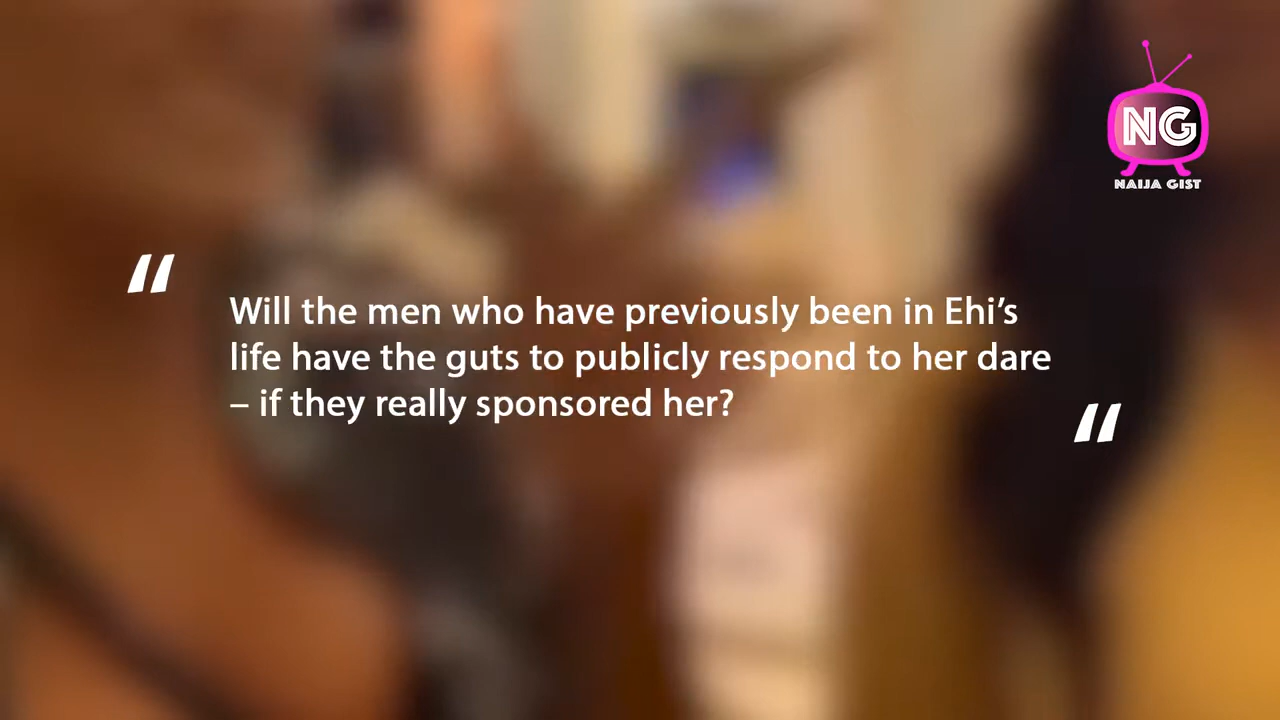 NG
NAIJA GIST
“
Will the men who have previously been in Ehi’s
life have the guts to publicly respond to her dare
– if they really sponsored her?
“